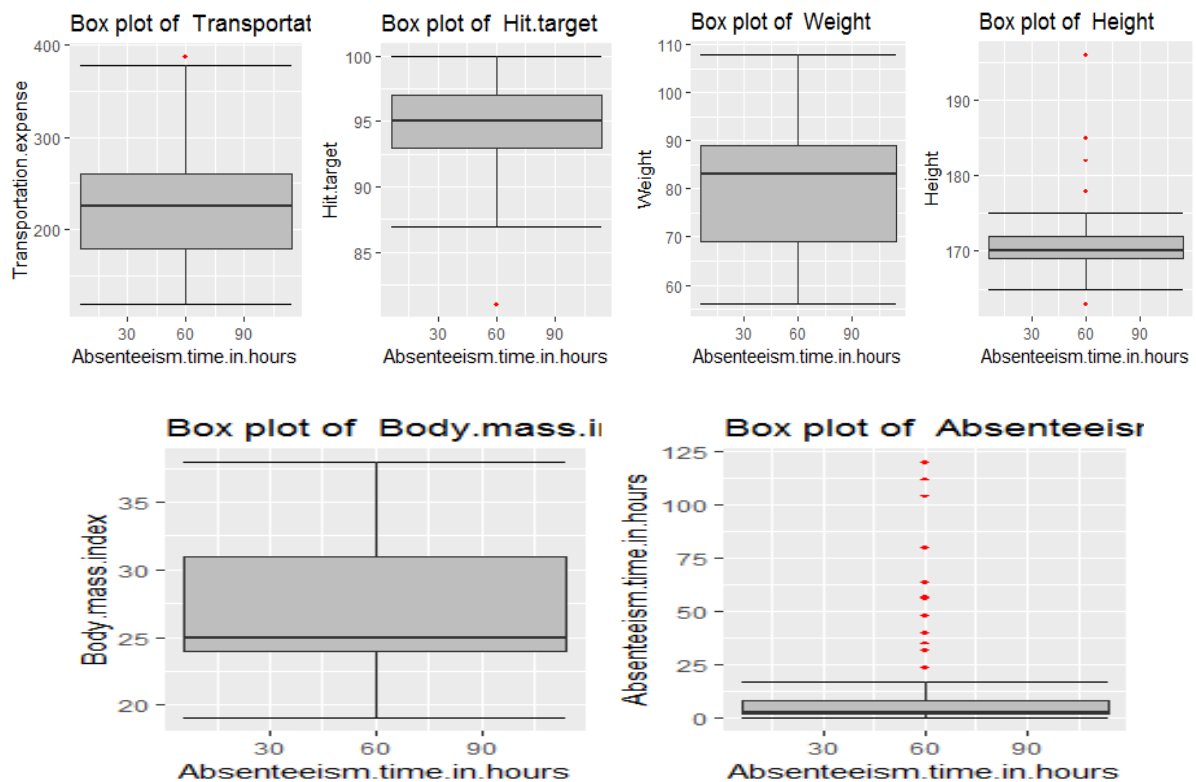 Box plot of Transportat
Box plot of Hit.target
Box plot of Weight
Box plot of Height
Transportation.expense
400
300
200
30 60 90
Absenteeism.time.in.hours
Hit.target
100
95
90
85
30 60 90
Absenteeism.time.in.hours
Weight
110
100
90
80
70
60
30 60 90
Absenteeism.time.in.hours
Height
190
180
170
30 60 90
Absenteeism.time.in.hours
Box plot of Body.mass.i
Body.mass.index
35
30
25
20
30 60 90
Absenteeism.time.in.hours
Box plot of Absenteeis
Absenteeism.time.in.hours
125
100
75
50
25
0
30 60 90
Absenteeism.time.in.hours